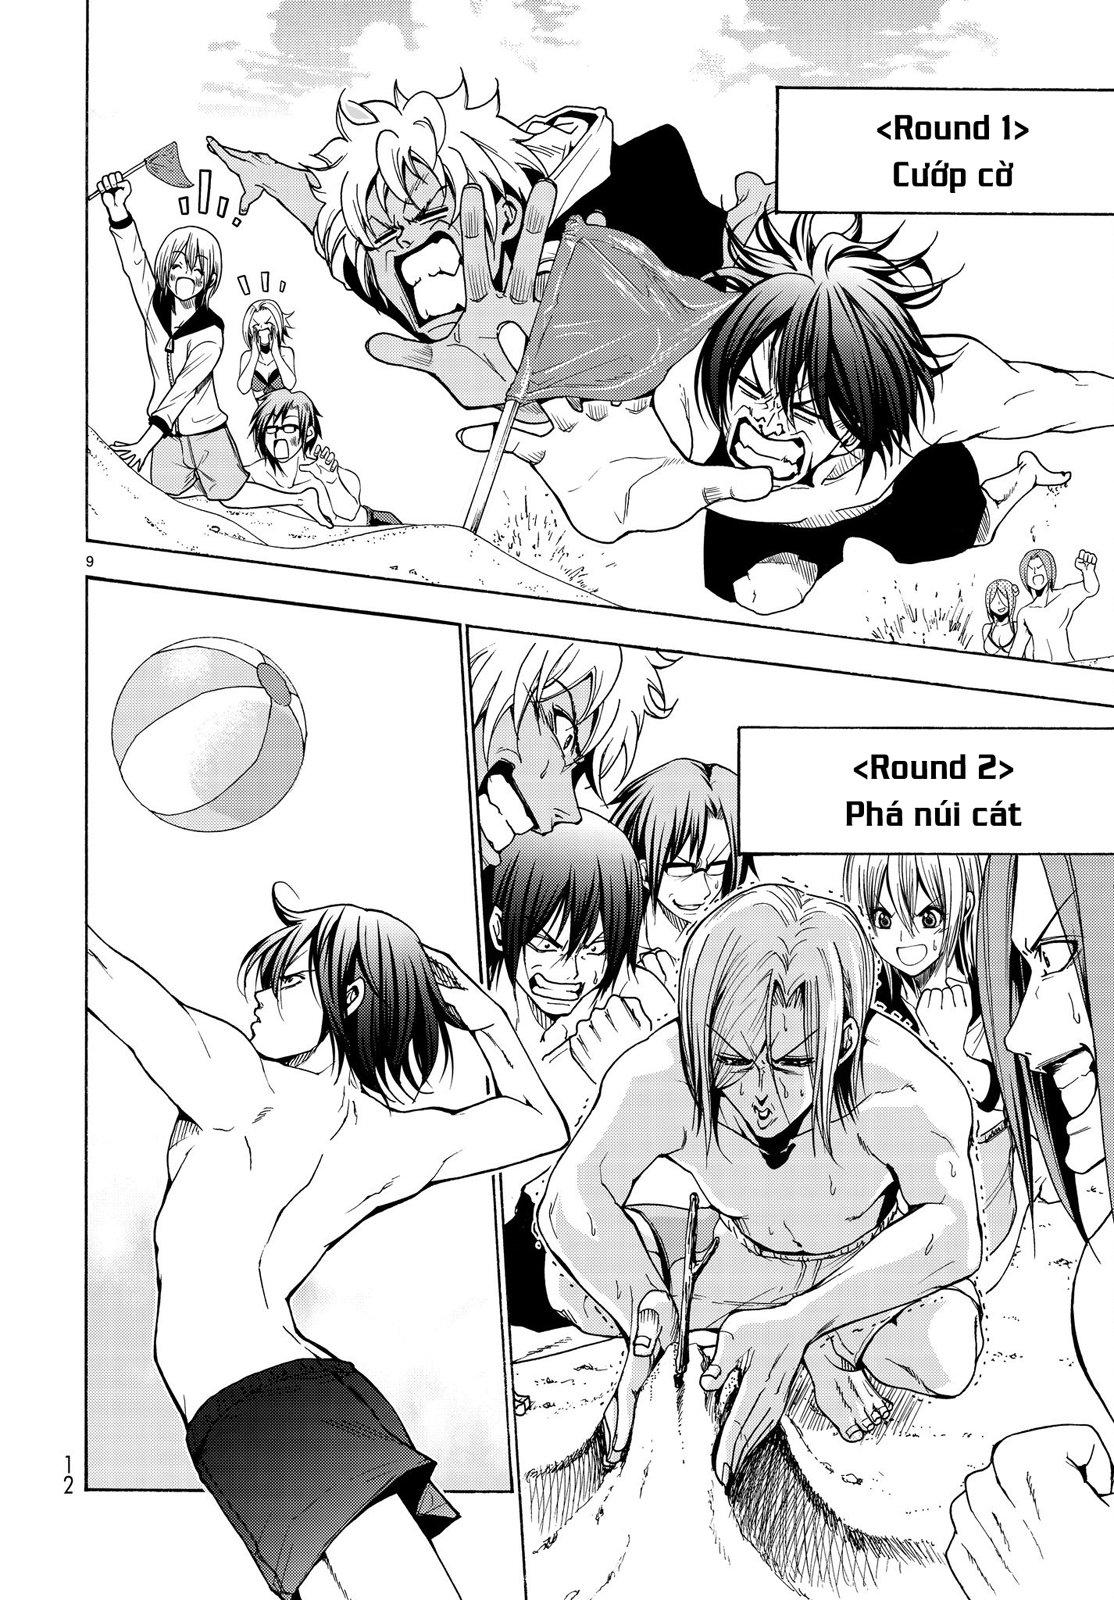 <Round 1>
Cướp cờ
9
<Round 2>
Phá núi cát
12